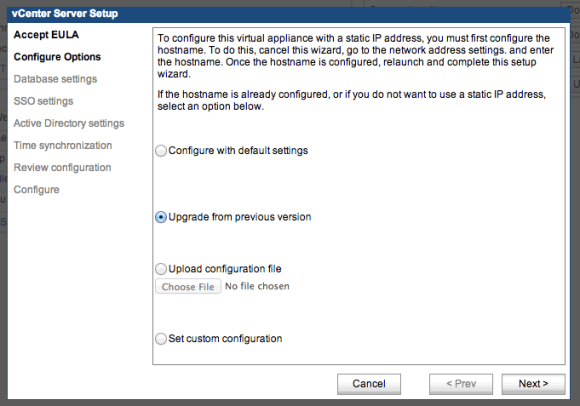 vCenter Server Setup
Accept EULA
Configure Options
Database settings
SSO settings
Active Directory settings
Time synchronization
Review configuration
Configure
To configure this virtual appliance with a static IP address, you must first configure the
hostname. To do this, cancel this wizard, go to the network address settings. and enter
the hostname. Once the hostname is configured, relaunch and complete this setup
wizard.
If the hostname is already configured, or if you do not want to use a static IP address,
select an option below.
Configure with default settings
Upgrade from previous version
Upload configuration file
Choose File No file chosen
Set custom configuration
Cancel
< Prev
Next >